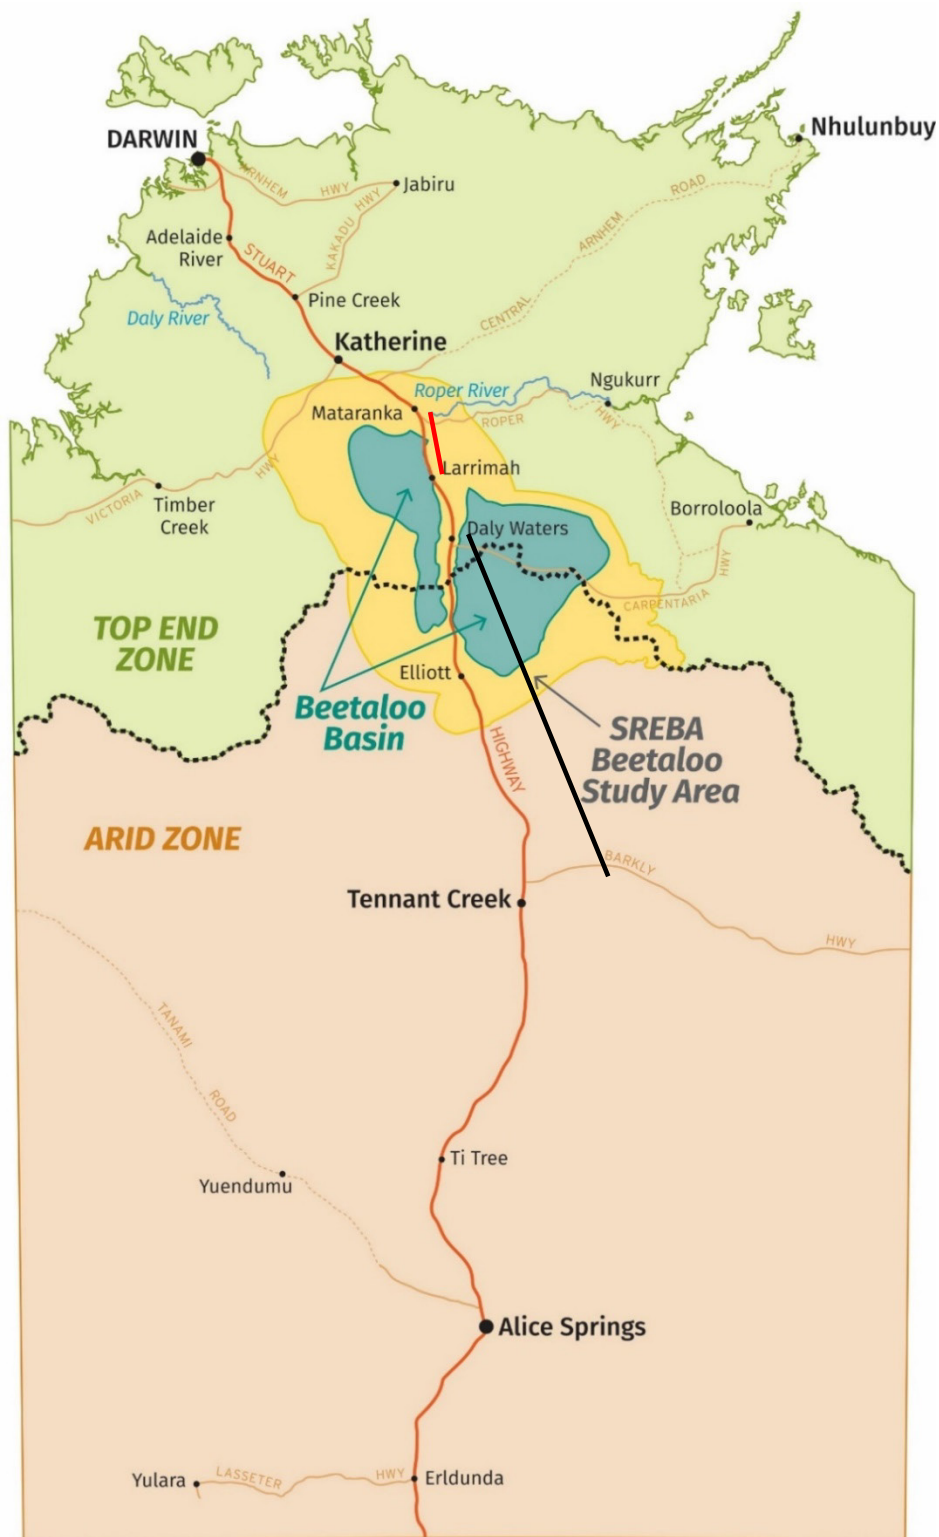 Nhulunbuy
DARWIN
ARNHEM
HWY
Jabiru
ROAD
KAKADU HWY
ARNHEM
Adelaide
River
STUART
Pine Creek
Daly River
CENTRAL
Katherine
Roper River
Ngukurr
Mataranka
ROPER
HWY
Larrimah
HWY
VICTORIA
Timber
Creek
Borroloola
Daly Waters
HWY
CARPENTARIA
TOP END
ZONE
Elliott
Beetaloo
Basin
SREBA
Beetaloo
Study Area
HIGHWAY
ARID ZONE
BARKLY
Tennant Creek
HWY
TANAMI
ROAD
Ti Tree
Yuendumu
Alice Springs
Yulara
LASSETER
HWY
Erldunda